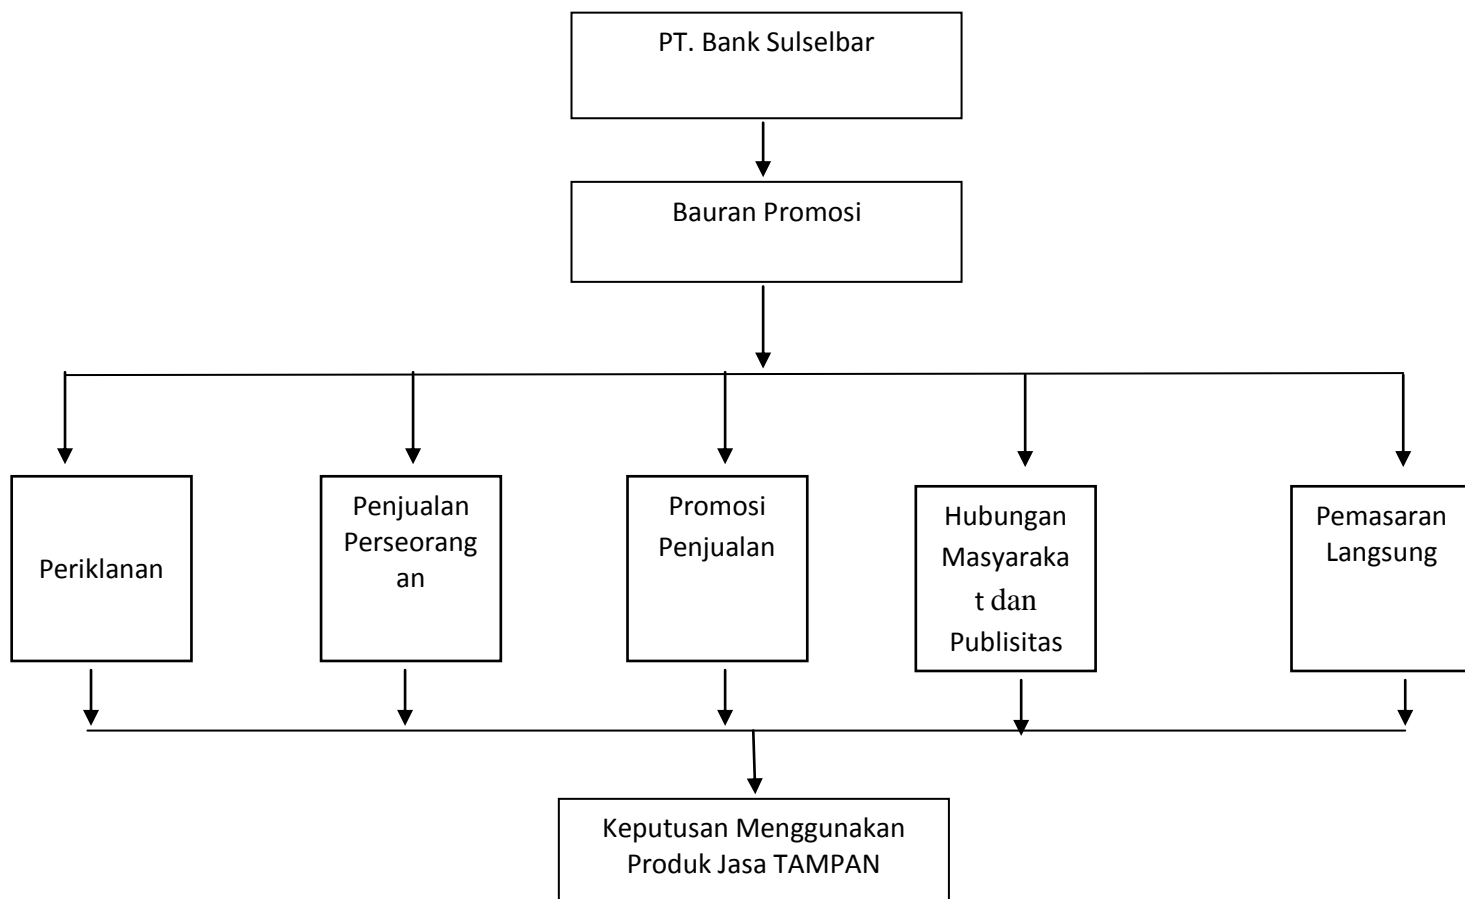 PT. Bank Sulselbar
Bauran Promosi
Periklanan
Penjualan
Perseorang
an
Promosi
Penjualan
Hubungan
Masyaraka
t dan
Publisitas
Pemasaran
Langsung
Keputusan Menggunakan
Produk Jasa TAMPAN